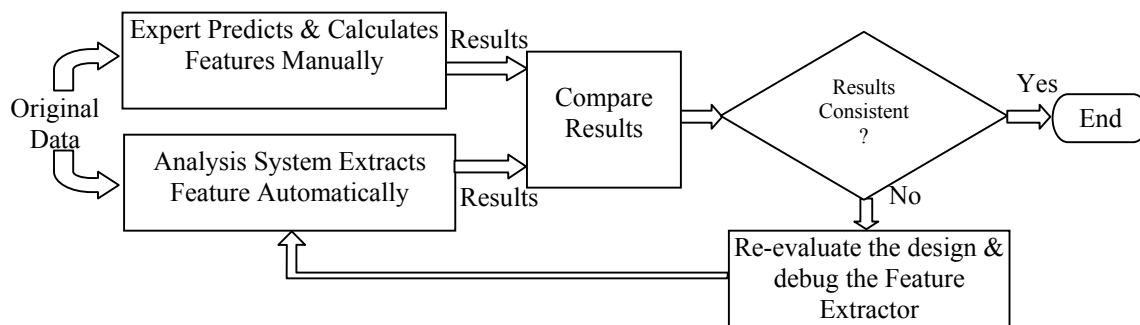 Expert Predicts & Calculates
Features Manually
Results
Original
Data
Analysis System Extracts
Feature Automatically
Results
Compare
Results
Results
Consistent
?
Yes
End
No
Re-evaluate the design &
debug the Feature
Extractor